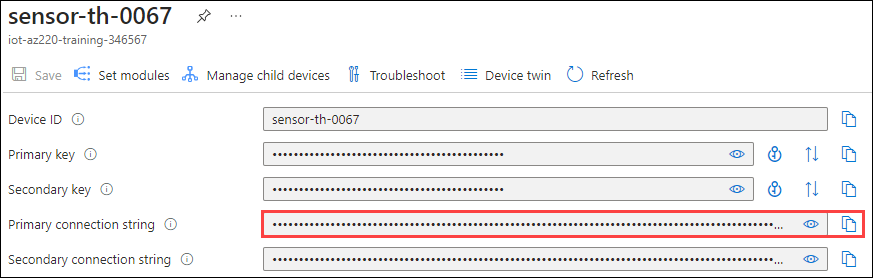 sensor-th-0067
iot-az220-training-346567
Save Set modules Manage child devices Troubleshoot Device twin Refresh
Device ID sensor-th-0067
Primary key ••••••••••••••••••••••••••••••••••••••••••••
Secondary key ••••••••••••••••••••••••••••••••••••••••••••
Primary connection string ••••••••••••••••••••••••••••••••••••••••••••••••••••••••••••••••••••••••••••••••••••••••••••••••...
Secondary connection string ••••••••••••••••••••••••••••••••••••••••••••••••••••••••••••••••••••••••••••••••••••••••••••••••...